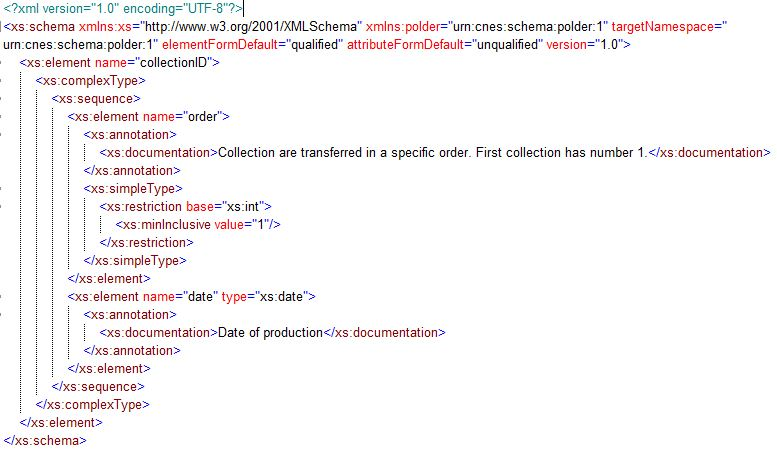 <?xml version="1.0" encoding="UTF-8"?>
<xs:schema xmlns:xs="http://www.w3.org/2001/XMLSchema" xmlns:polder="urn:cnes:schema:polder:1" targetNamespace="
urn:cnes:schema:polder:1" elementFormDefault="qualified" attributeFormDefault="unqualified" version="1.0">
<xs:element name="collectionID">
<xs:complexType>
<xs:sequence>
<xs:element name="order">
<xs:annotation>
<xs:documentation>Collection are transferred in a specific order. First collection has number 1.</xs:documentation>
</xs:annotation>
<xs:simpleType>
<xs:restriction base="xs:int">
<xs:minInclusive value="1"/>
</xs:restriction>
</xs:simpleType>
</xs:element>
<xs:element name="date" type="xs:date">
<xs:annotation>
<xs:documentation>Date of production</xs:documentation>
</xs:annotation>
</xs:element>
</xs:sequence>
</xs:complexType>
</xs:element>
</xs:schema>